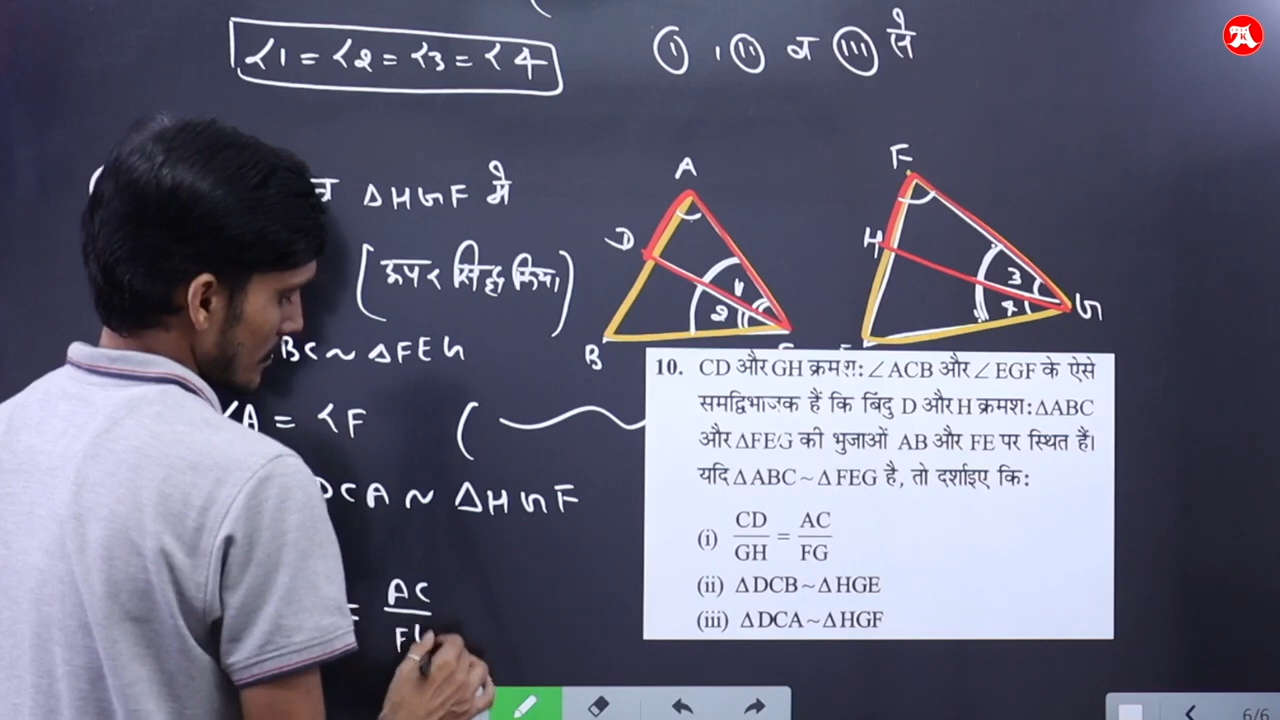 ∠1 = ∠2 = ∠3 = ∠4
(i) , (ii) व (iii) से
व ΔHGF में
(ऊपर सिद्ध किया)
BC ~ ΔFEG
∠A = ∠F
DCA ~ ΔHGF
= AC
F
A
D
1
2
B
F
H
3
4
G
10. CD और GH क्रमश: ∠ACB और ∠EGF के ऐसे
समद्विभाजक हैं कि बिंदु D और H क्रमश: ΔABC
और ΔFEG की भुजाओं AB और FE पर स्थित हैं।
यदि ΔABC ~ ΔFEG है, तो दर्शाइए कि:
(i) CD/GH = AC/FG
(ii) ΔDCB ~ ΔHGE
(iii) ΔDCA ~ ΔHGF
6/6